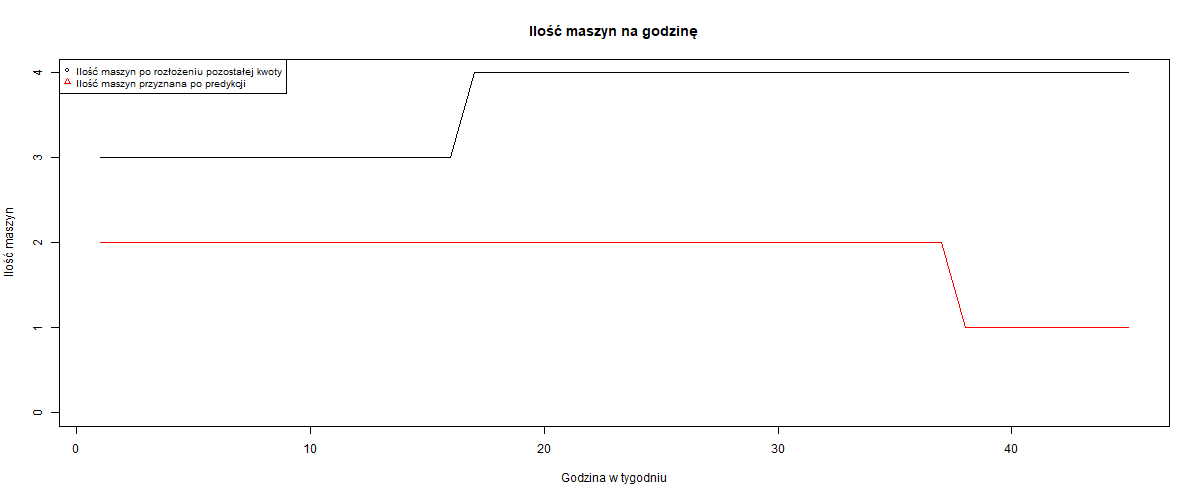 Ilość maszyn na godzinę
Ilość maszyn po rozłożeniu pozostałej kwoty
Ilość maszyn przyznana po predykcji
Ilość maszyn
4
3
2
1
0
0 10 20 30 40
Godzina w tygodniu